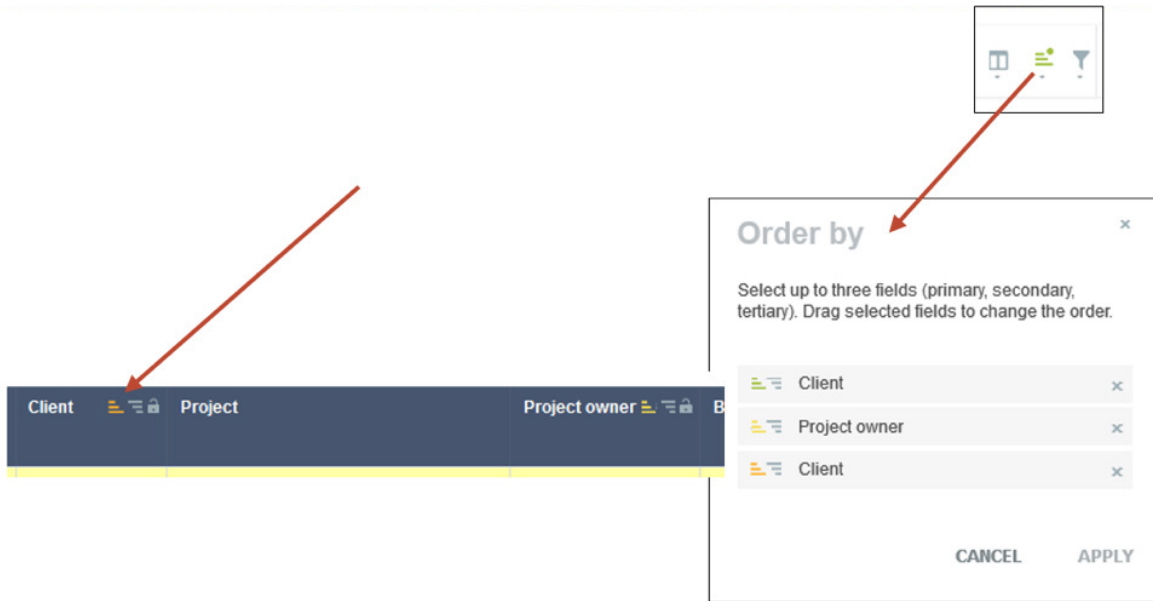 Order by
Select up to three fields (primary, secondary,
tertiary). Drag selected fields to change the order.
Client
Project owner
Client
CANCEL APPLY
Client Project Project owner B